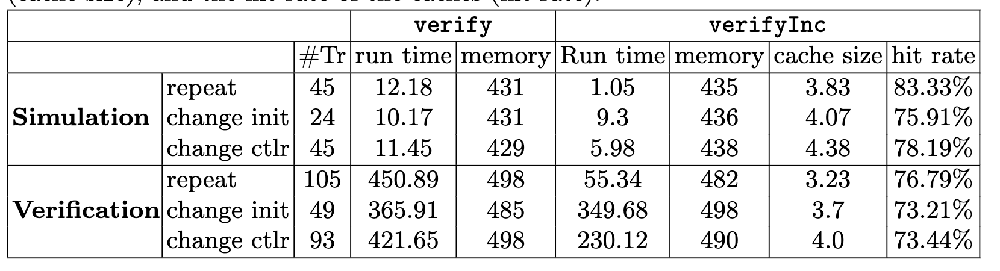 (cache size), and the hit rate of the caches (hit rate).
verify verifyInc
#Tr run time memory Run time memory cache size hit rate
repeat 45 12.18 431 1.05 435 3.83 83.33%
Simulation change init 24 10.17 431 9.3 436 4.07 75.91%
change ctlr 45 11.45 429 5.98 438 4.38 78.19%
repeat 105 450.89 498 55.34 482 3.23 76.79%
Verification change init 49 365.91 485 349.68 498 3.7 73.21%
change ctlr 93 421.65 498 230.12 490 4.0 73.44%